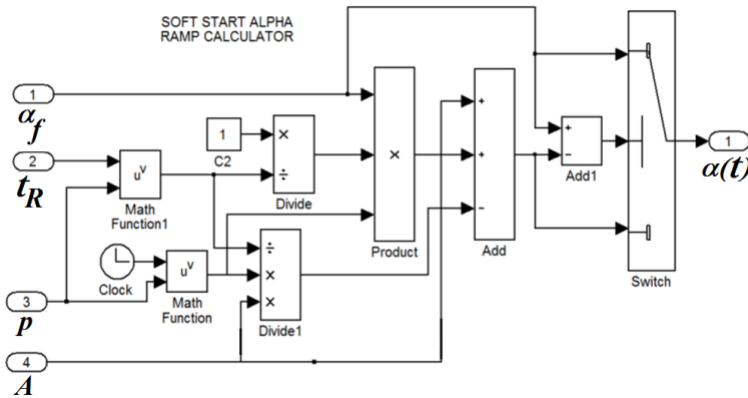 SOFT START ALPHA
RAMP CALCULATOR
1
α_f
2
t_R
u^v
Math
Function1
1
C2
×
÷
Divide
×
Product
+
+
−
Add
+
−
Add1
Switch
1
α(t)
Clock
u^v
Math
Function
÷
×
×
Divide1
3
p
4
A